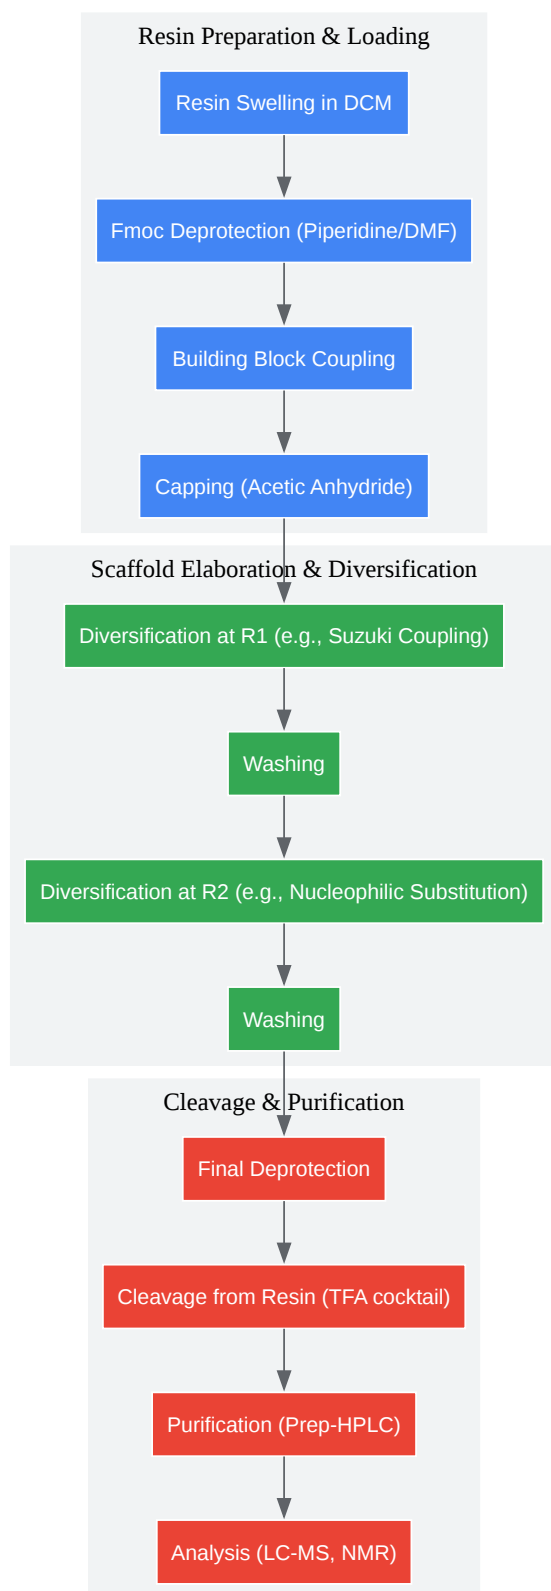 Resin Preparation & Loading
Resin Swelling in DCM
Fmoc Deprotection (Piperidine/DMF)
Building Block Coupling
Capping (Acetic Anhydride)
Scaffold Elaboration & Diversification
Diversification at R1 (e.g., Suzuki Coupling)
Washing
Diversification at R2 (e.g., Nucleophilic Substitution)
Washing
Cleavage & Purification
Final Deprotection
Cleavage from Resin (TFA cocktail)
Purification (Prep-HPLC)
Analysis (LC-MS, NMR)